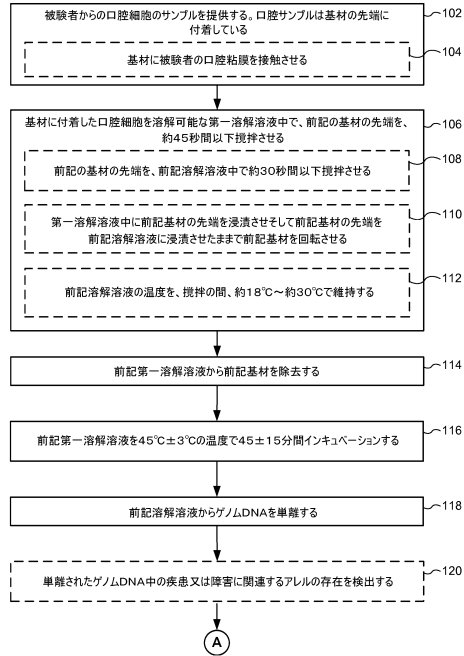 被験者からの口腔細胞のサンプルを提供する。口腔サンプルは基材の先端に
付着している
102
基材に被験者の口腔粘膜を接触させる
104
基材に付着した口腔細胞を溶解可能な第一溶解溶液中で、前記の基材の先端を、
約45秒間以下撹拌させる
106
前記の基材の先端を、前記溶解溶液中で約30秒間以下撹拌させる
108
第一溶解溶液中に前記基材の先端を浸漬させそして前記基材の先端を
前記溶解溶液に浸漬させたままで前記基材を回転させる
110
前記溶解溶液の温度を、撹拌の間、約18℃～約30℃で維持する
112
前記第一溶解溶液から前記基材を除去する
114
前記第一溶解溶液を45℃±3℃の温度で45±15分間インキュベーションする
116
前記溶解溶液からゲノムDNAを単離する
118
単離されたゲノムDNA中の疾患又は障害に関連するアレルの存在を検出する
120
A